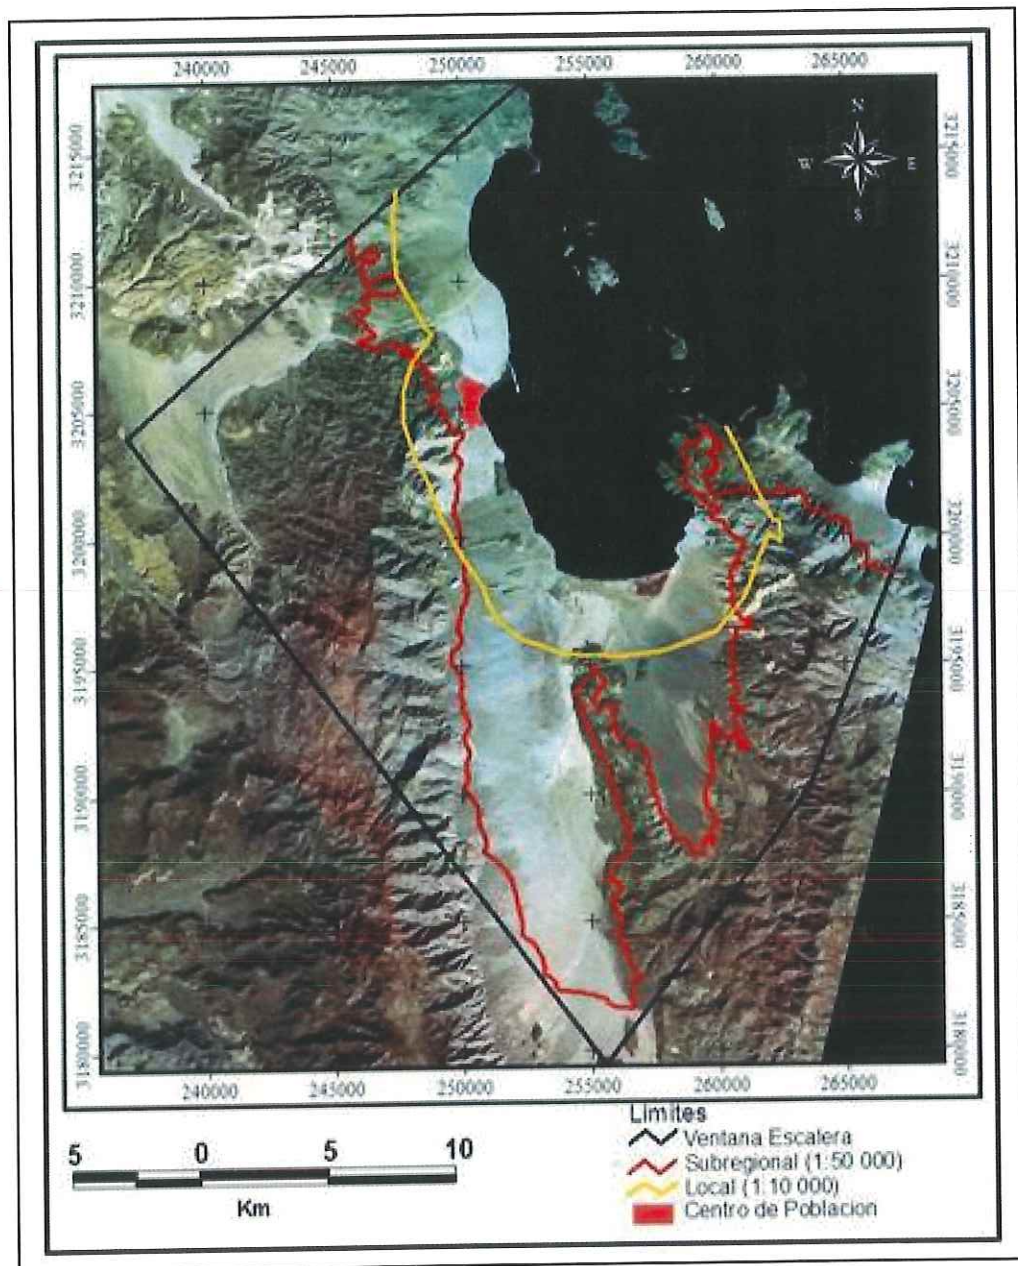 240000 245000 250000 255000 260000 265000
3215000 3215000
N
W E
S
3210000 3210000
3205000 3205000
3200000 3200000
3195000 3195000
3190000 3190000
3185000 3185000
3180000 3180000
240000 245000 250000 255000 260000 265000
5 0 5 10
Km
Limites
Ventana Escalera
Subregional (1:50 000)
Local (1:10 000)
Centro de Poblacion